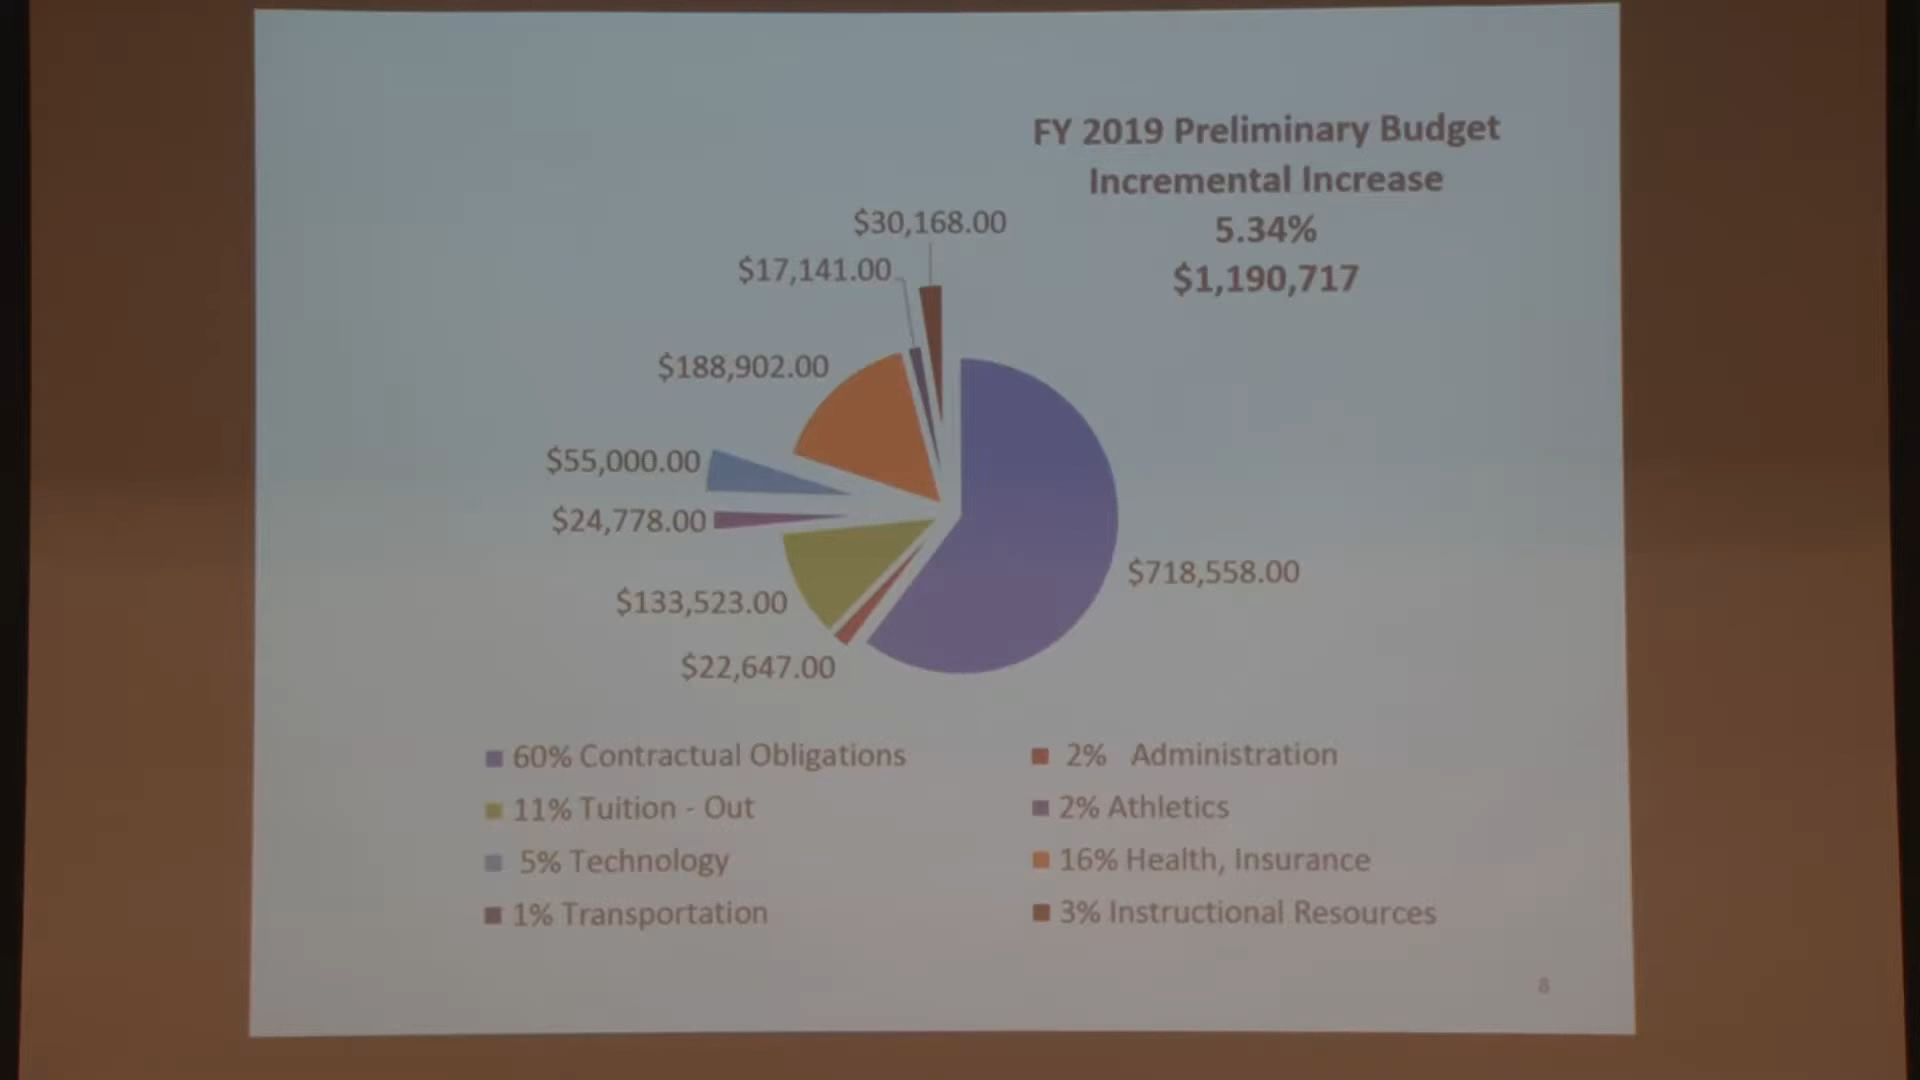 FY 2019 Preliminary Budget
Incremental Increase
5.34%
$1,190,717
$30,168.00
$17,141.00
$188,902.00
$55,000.00
$24,778.00
$133,523.00
$22,647.00
$718,558.00
60% Contractual Obligations
2% Administration
11% Tuition - Out
2% Athletics
5% Technology
16% Health, Insurance
1% Transportation
3% Instructional Resources
8